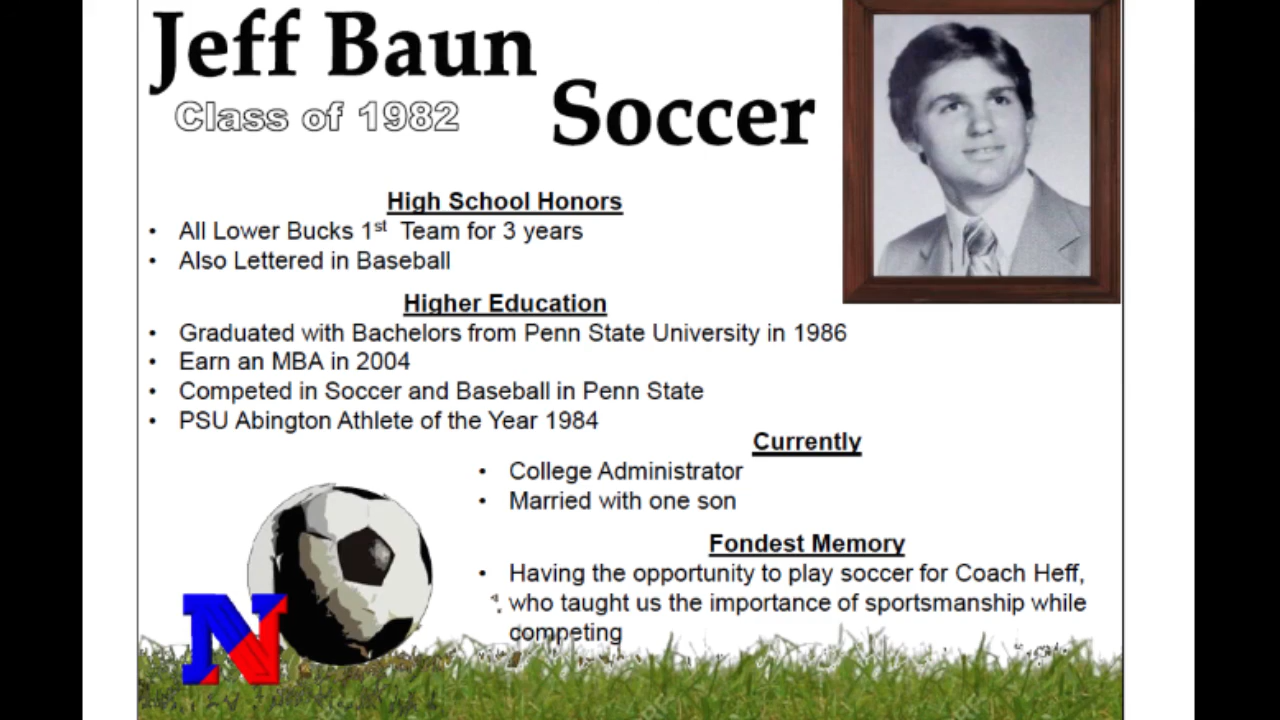 Jeff Baun
Class of 1982
Soccer
High School Honors
• All Lower Bucks 1st Team for 3 years
• Also Lettered in Baseball
Higher Education
• Graduated with Bachelors from Penn State University in 1986
• Earn an MBA in 2004
• Competed in Soccer and Baseball in Penn State
• PSU Abington Athlete of the Year 1984
Currently
• College Administrator
• Married with one son
Fondest Memory
• Having the opportunity to play soccer for Coach Heff,
who taught us the importance of sportsmanship while
competing
N